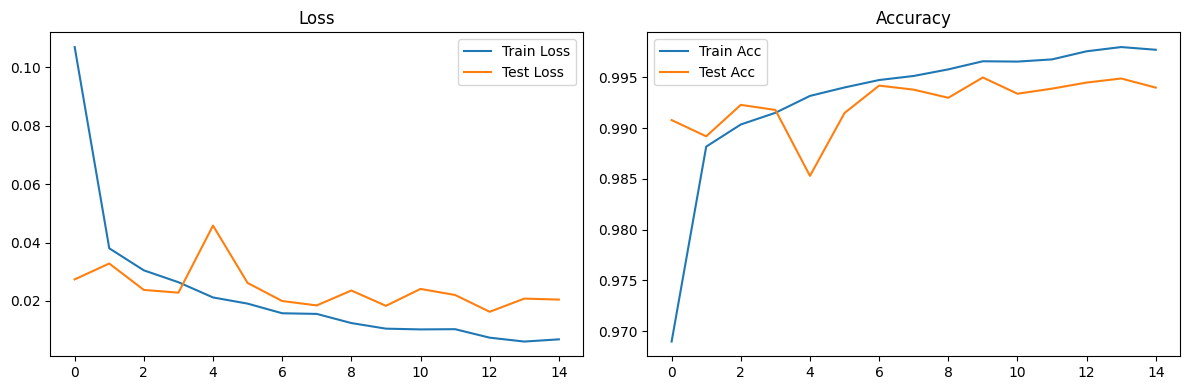 Loss
Train Loss
Test Loss
0.10
0.08
0.06
0.04
0.02
0 2 4 6 8 10 12 14
Accuracy
Train Acc
Test Acc
0.995
0.990
0.985
0.980
0.975
0.970
0 2 4 6 8 10 12 14